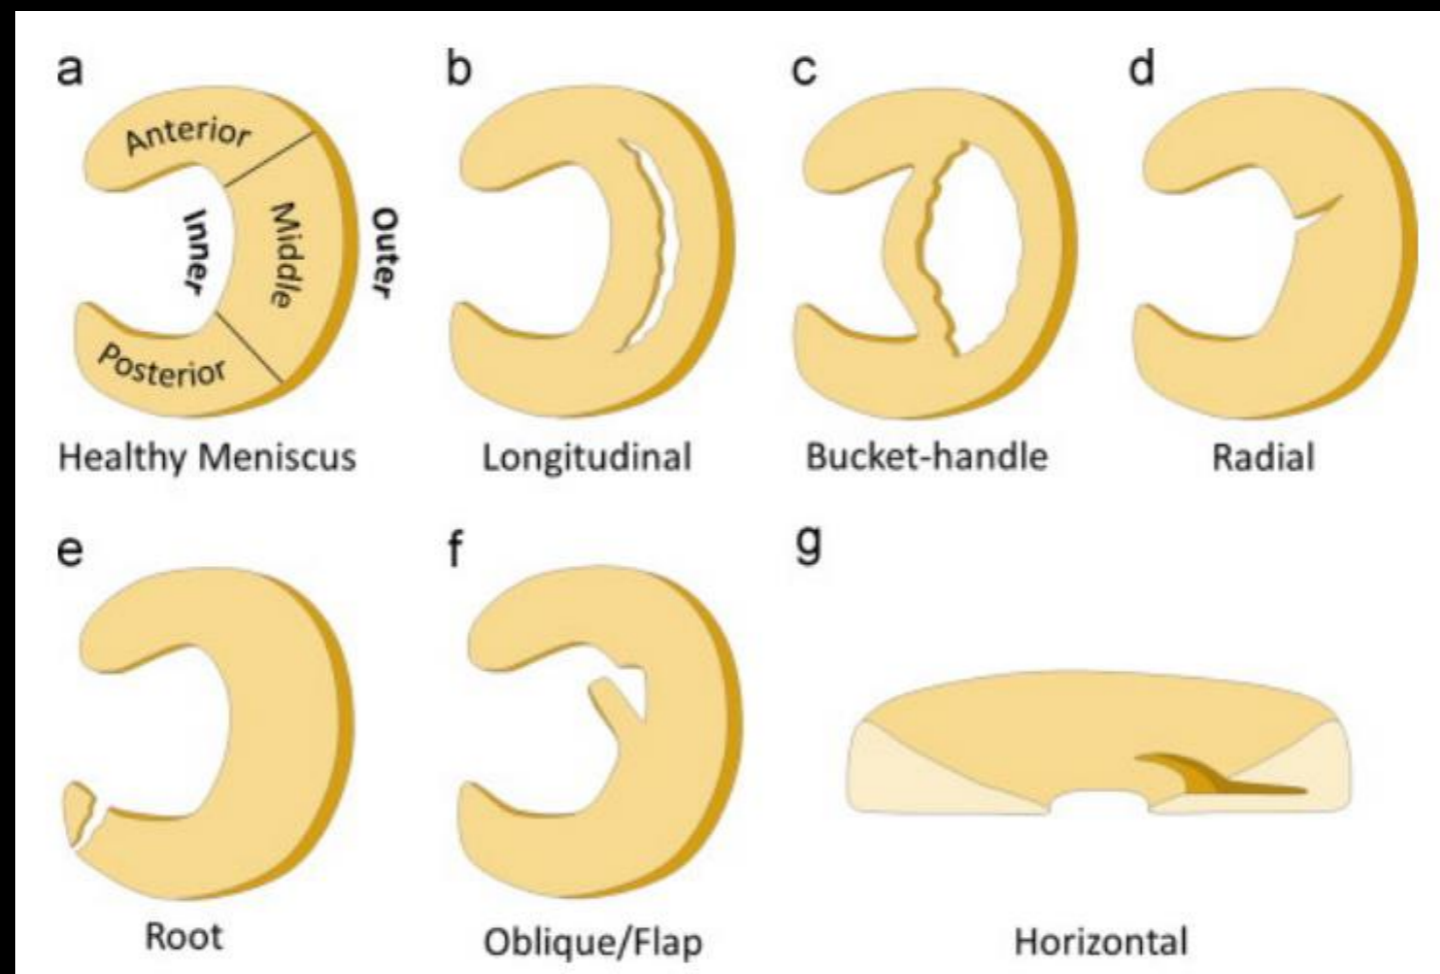 a
b
c
d
Anterior
Inner
Middle
Outer
Posterior
Healthy Meniscus
Longitudinal
Bucket-handle
Radial
e
f
g
Root
Oblique/Flap
Horizontal